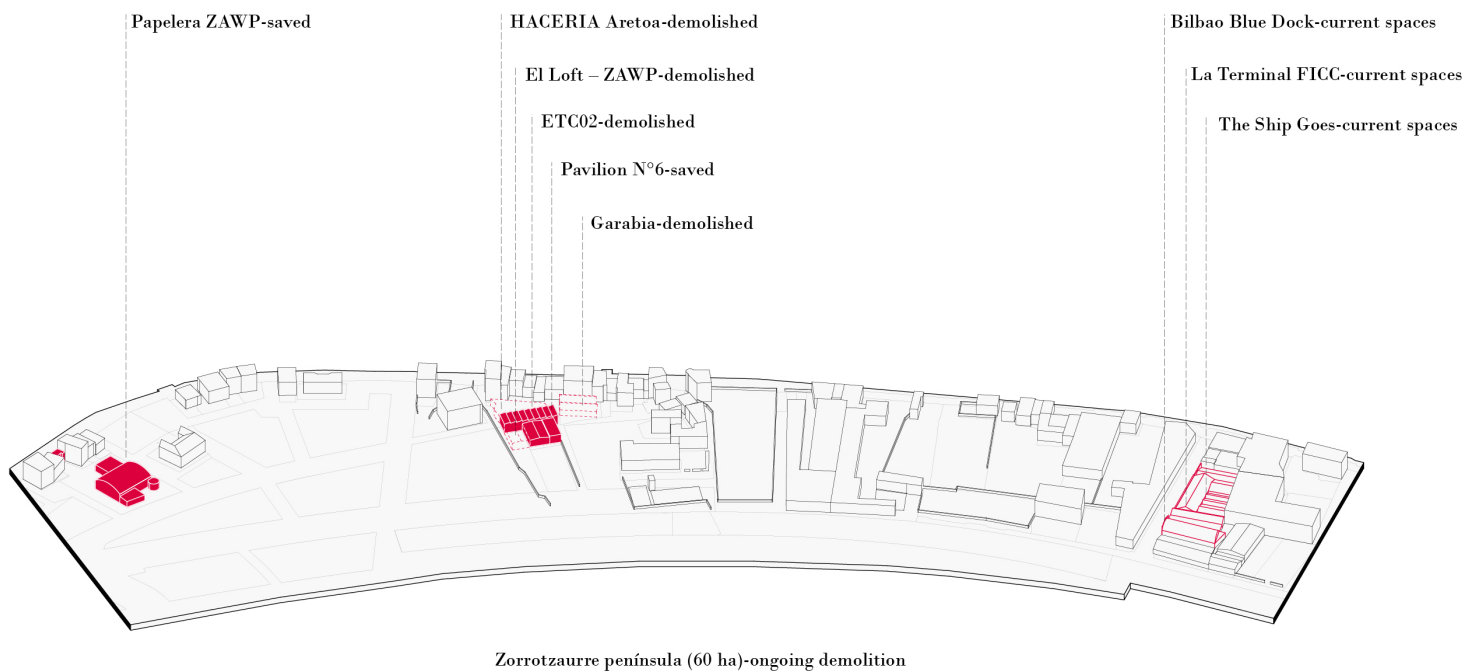 Papelera ZAWP-saved
HACERIA Aretoa-demolished
El Loft – ZAWP-demolished
ETC02-demolished
Pavilion N°6-saved
Garabia-demolished
Bilbao Blue Dock-current spaces
La Terminal FICC-current spaces
The Ship Goes-current spaces
Zorrotzaurre península (60 ha)-ongoing demolition